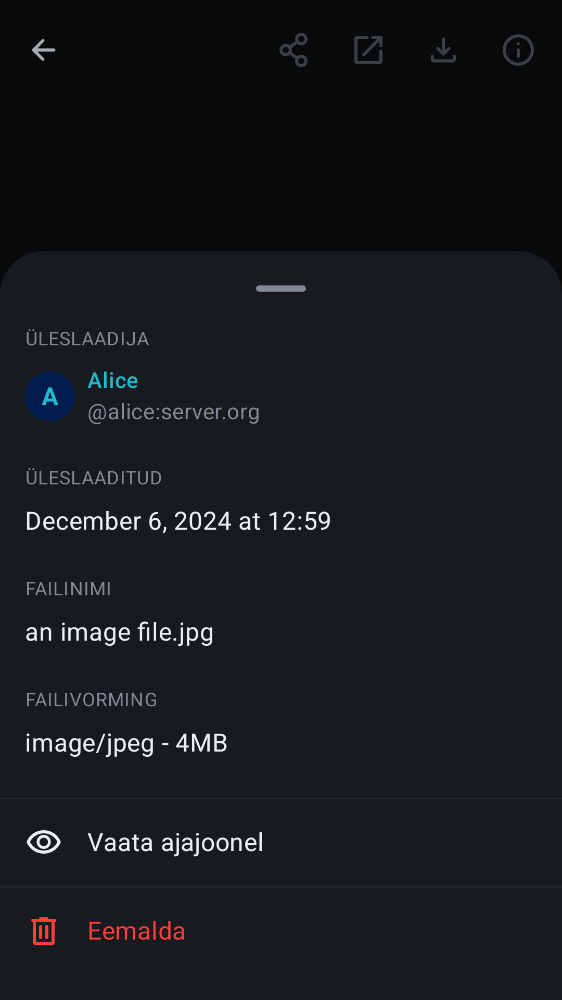 ÜLESLAADIJA
A
Alice
@alice:server.org
ÜLESLAADITUD
December 6, 2024 at 12:59
FAILINIMI
an image file.jpg
FAILIVORMING
image/jpeg - 4MB
Vaata ajajoonel
Eemalda